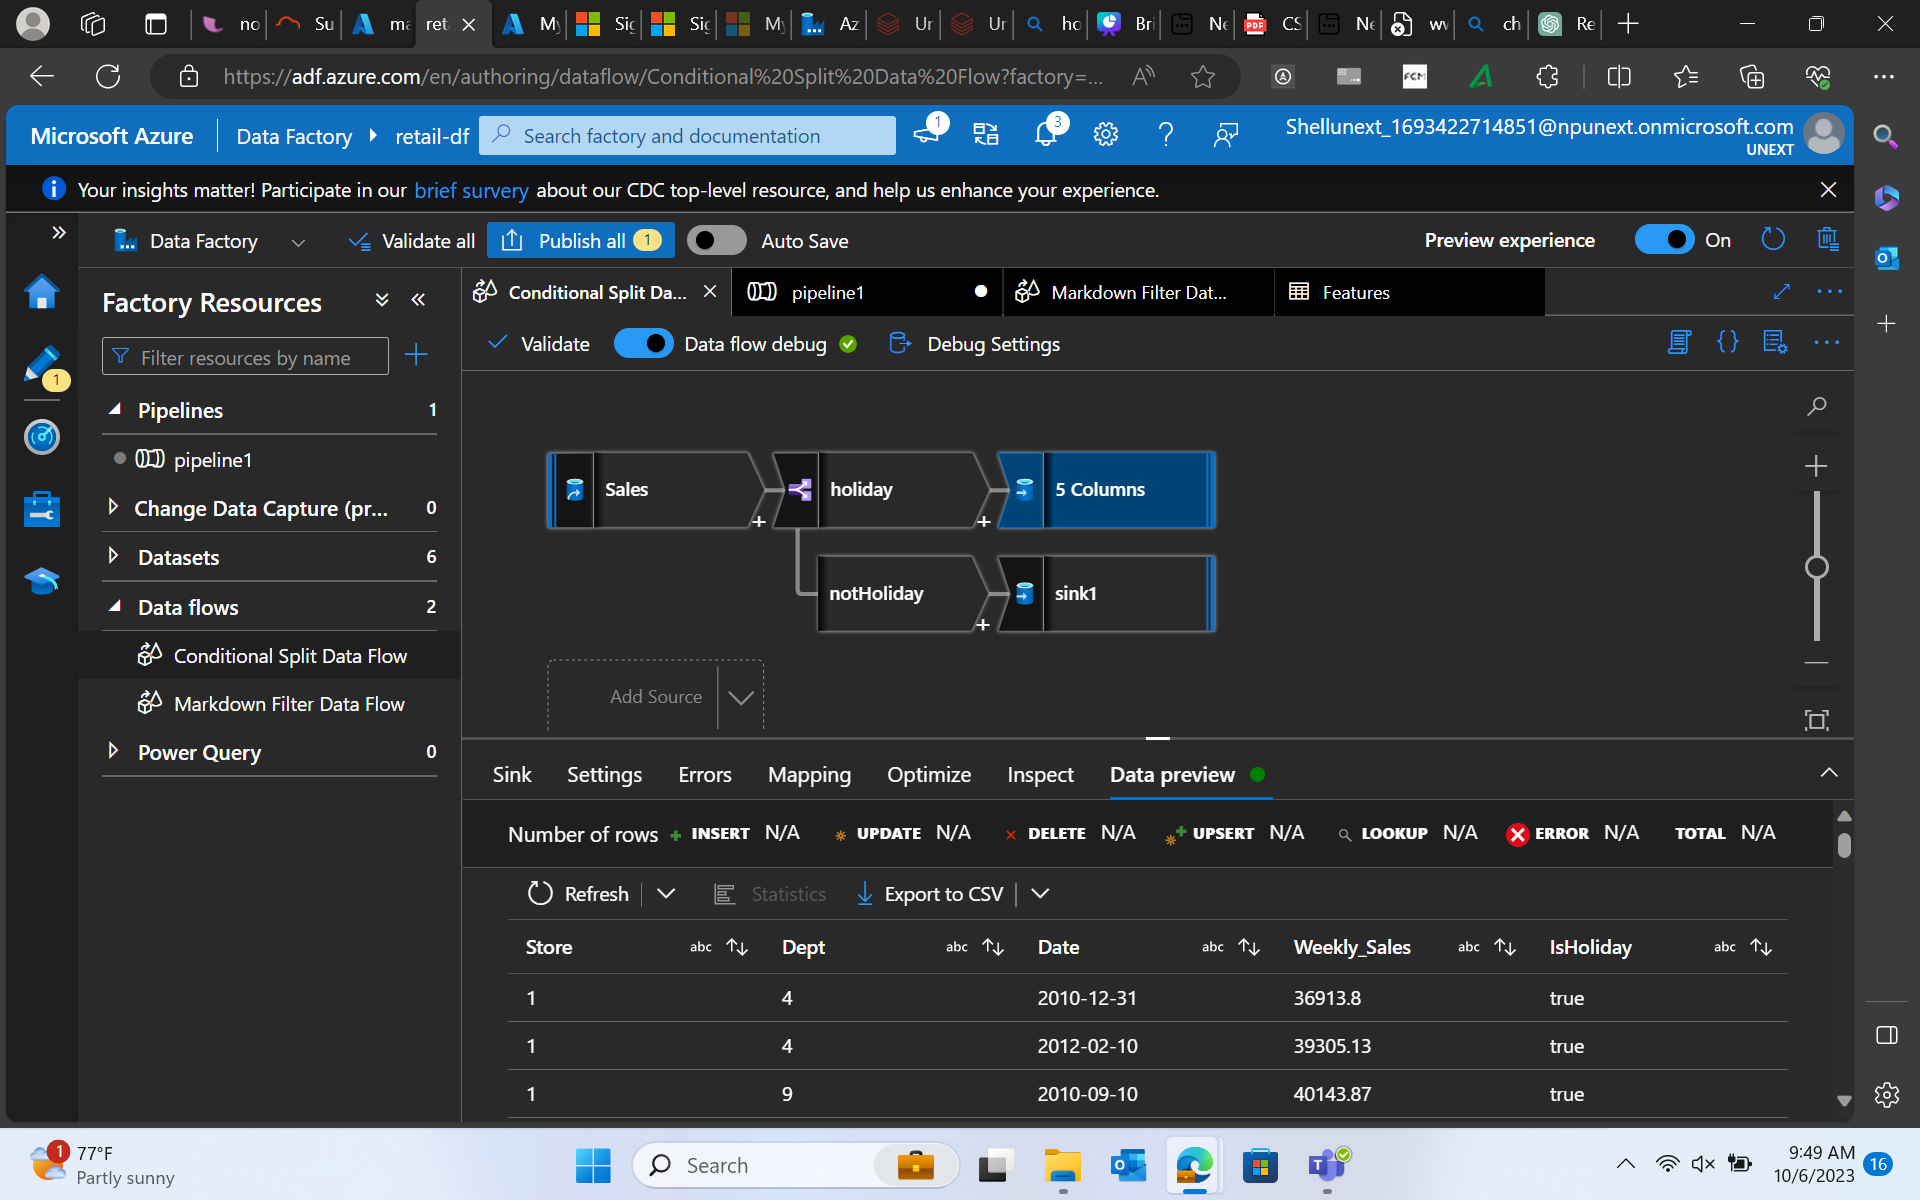 no
Su
ma
ret
My
Sig
Sig
My
Az
Ur
Ur
ho
Bri
Ne
PDF
CS
Ne
wv
ch
Re
https://adf.azure.com/en/authoring/dataflow/Conditional%20Split%20Data%20Flow?factory=...
FCM
Microsoft Azure
Data Factory
retail-df
Search factory and documentation
1
3
Shellunext_1693422714851@npunext.onmicrosoft.com
UNEXT
Your insights matter! Participate in our brief survey about our CDC top-level resource, and help us enhance your experience.
Data Factory
Validate all
Publish all 1
Auto Save
Preview experience
On
Factory Resources
Conditional Split Da...
pipeline1
Markdown Filter Dat...
Features
Filter resources by name
Validate
Data flow debug
Debug Settings
1
Pipelines 1
pipeline1
Change Data Capture (pr... 0
Datasets 6
Data flows 2
Conditional Split Data Flow
Markdown Filter Data Flow
Power Query 0
Sales
holiday
5 Columns
notHoliday
sink1
Add Source
Sink Settings Errors Mapping Optimize Inspect Data preview
Number of rows INSERT N/A UPDATE N/A DELETE N/A UPSERT N/A LOOKUP N/A ERROR N/A TOTAL N/A
Refresh Statistics Export to CSV
Store abc Dept abc Date abc Weekly_Sales abc IsHoliday abc
1 4 2010-12-31 36913.8 true
1 4 2012-02-10 39305.13 true
1 9 2010-09-10 40143.87 true
1
77°F
Partly sunny
Search
9:49 AM
10/6/2023
16